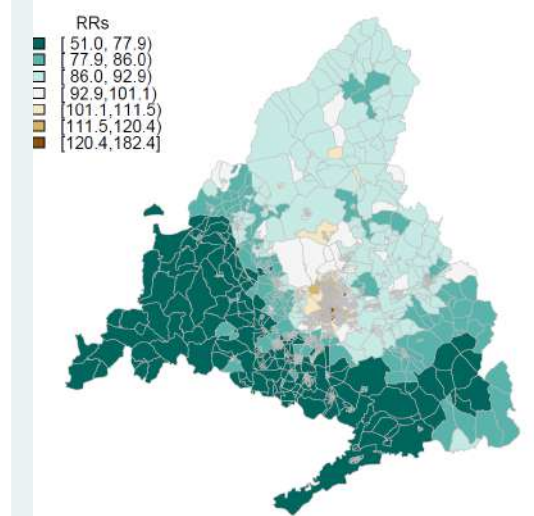 RRs
[ 51.0, 77.9)
[ 77.9, 86.0)
[ 86.0, 92.9)
[ 92.9,101.1)
[101.1,111.5)
[111.5,120.4)
[120.4,182.4]